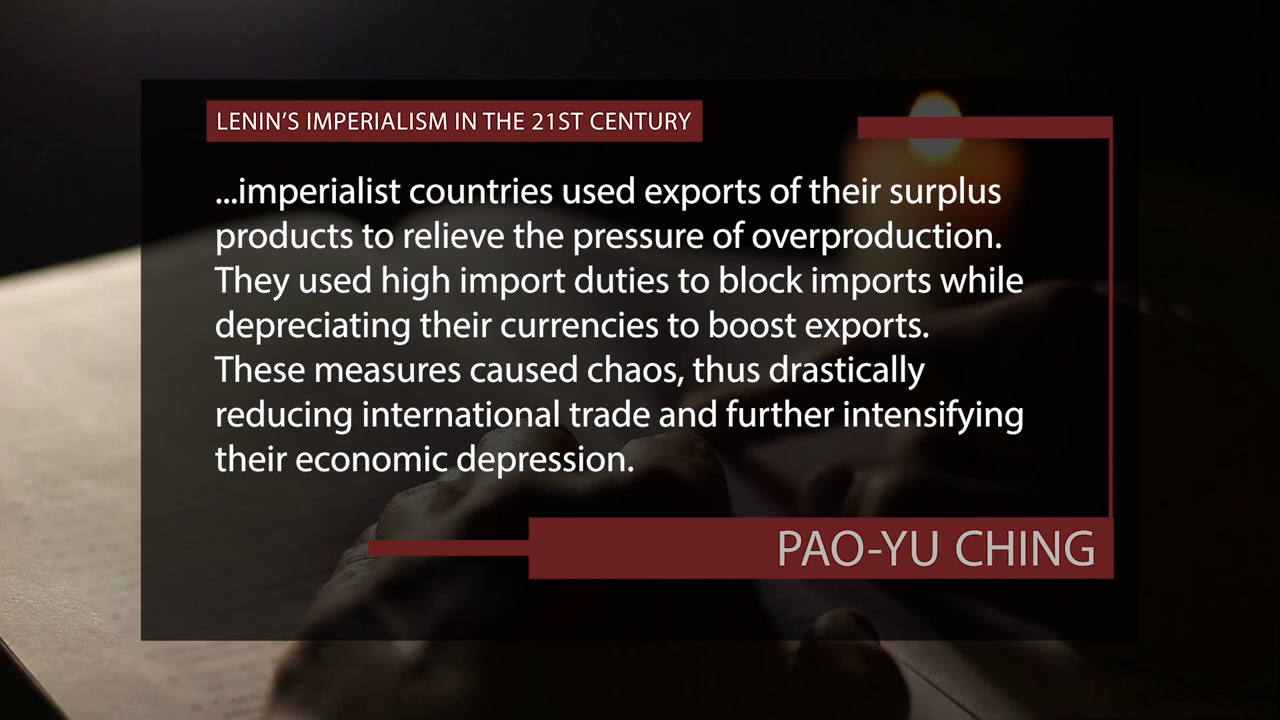 LENIN'S IMPERIALISM IN THE 21ST CENTURY
...imperialist countries used exports of their surplus
products to relieve the pressure of overproduction.
They used high import duties to block imports while
depreciating their currencies to boost exports.
These measures caused chaos, thus drastically
reducing international trade and further intensifying
their economic depression.
PAO-YU CHING